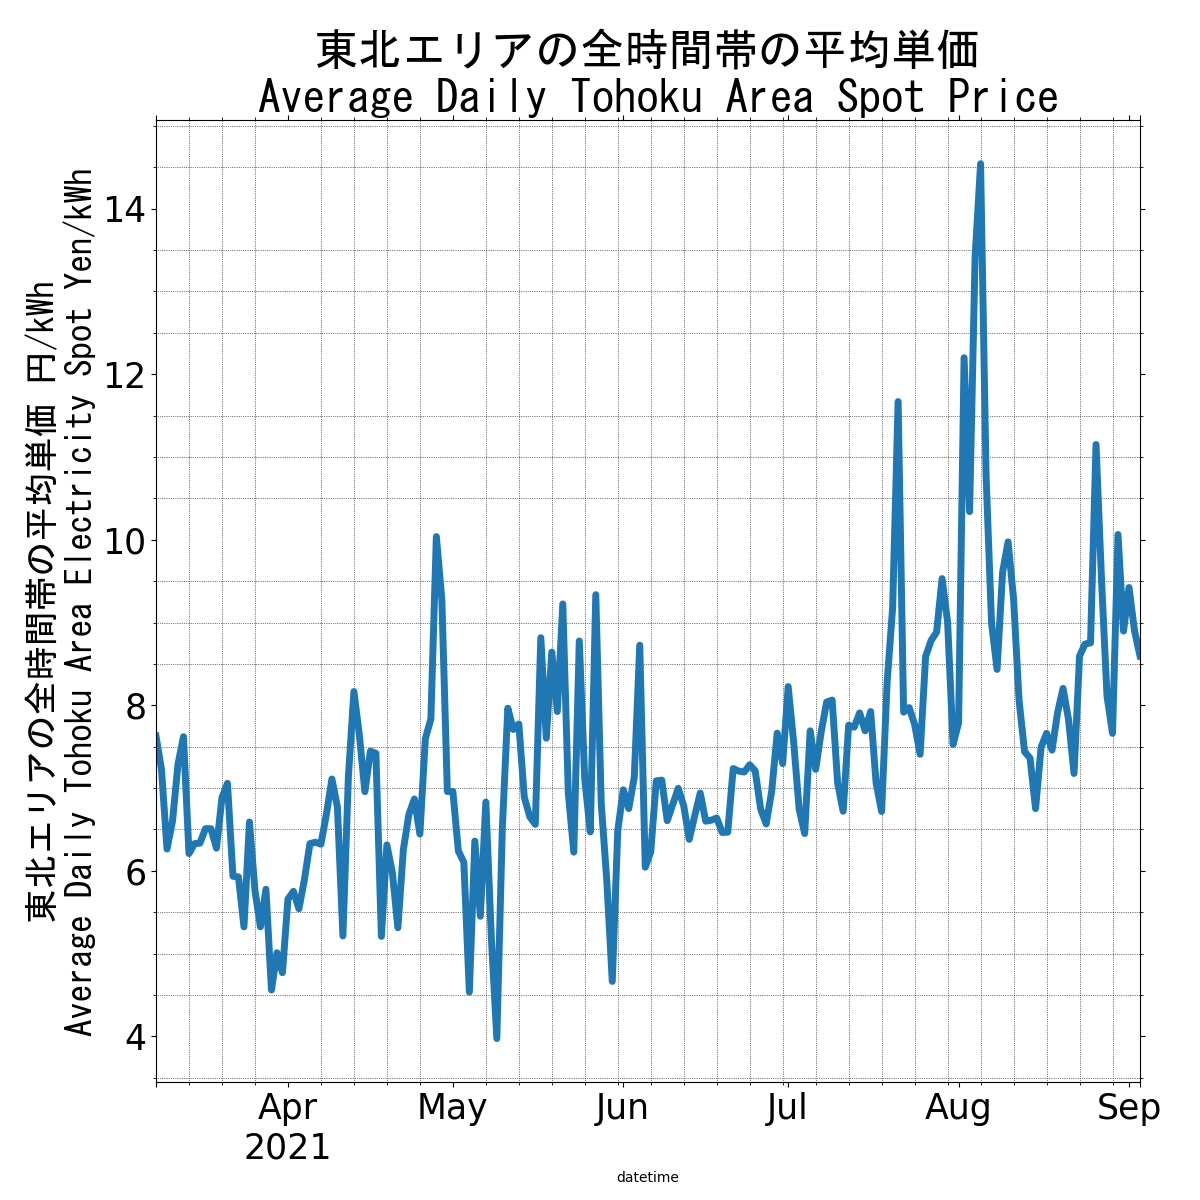 東北エリアの全時間帯の平均単価
Average Daily Tohoku Area Spot Price
東北エリアの全時間帯の平均単価 円/kWh
Average Daily Tohoku Area Electricity Spot Yen/kWh
14
12
10
8
6
4
Apr
2021
May
Jun
Jul
Aug
Sep
datetime